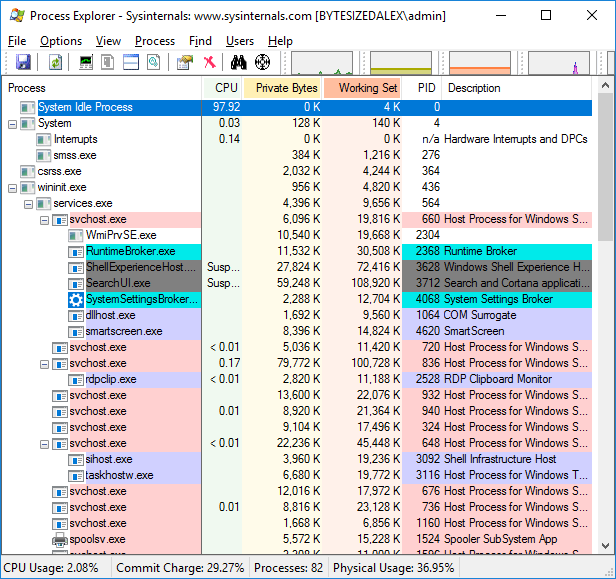 Process Explorer - Sysinternals: www.sysinternals.com [BYTESIZEDALEX\admin]
File Options View Process Find Users Help
Process CPU Private Bytes Working Set PID Description
System Idle Process 97.92 0 K 4 K 0
System 0.03 128 K 140 K 4
Interrupts 0.14 0 K 0 K n/a Hardware Interrupts and DPCs
smss.exe 384 K 1,216 K 276
csrss.exe 2,032 K 4,244 K 364
wininit.exe 956 K 4,820 K 436
services.exe 4,396 K 9,656 K 564
svchost.exe 6,096 K 19,816 K 660 Host Process for Windows S...
WmiPrvSE.exe 10,540 K 19,668 K 2304
RuntimeBroker.exe 11,532 K 30,508 K 2368 Runtime Broker
ShellExperienceHost.... Susp... 27,824 K 72,416 K 3628 Windows Shell Experience H...
SearchUI.exe Susp... 59,248 K 108,920 K 3712 Search and Cortana applicati...
SystemSettingsBroker... 2,288 K 12,704 K 4068 System Settings Broker
dllhost.exe 1,692 K 9,560 K 1064 COM Surrogate
smartscreen.exe 8,396 K 14,824 K 4620 SmartScreen
svchost.exe < 0.01 5,036 K 11,420 K 720 Host Process for Windows S...
svchost.exe 0.17 79,772 K 100,728 K 836 Host Process for Windows S...
rdpclip.exe < 0.01 2,820 K 11,188 K 2528 RDP Clipboard Monitor
svchost.exe 13,600 K 22,076 K 932 Host Process for Windows S...
svchost.exe 0.01 8,920 K 21,364 K 940 Host Process for Windows S...
svchost.exe 9,104 K 17,496 K 324 Host Process for Windows S...
svchost.exe < 0.01 22,236 K 45,448 K 648 Host Process for Windows S...
sihost.exe 3,960 K 19,236 K 3092 Shell Infrastructure Host
taskhostw.exe 6,680 K 19,772 K 3116 Host Process for Windows T...
svchost.exe 12,016 K 17,972 K 676 Host Process for Windows S...
svchost.exe 0.01 8,816 K 23,128 K 736 Host Process for Windows S...
svchost.exe 1,668 K 6,856 K 1160 Host Process for Windows S...
spoolsv.exe 5,572 K 15,228 K 1524 Spooler SubSystem App
CPU Usage: 2.08% Commit Charge: 29.27% Processes: 82 Physical Usage: 36.95%